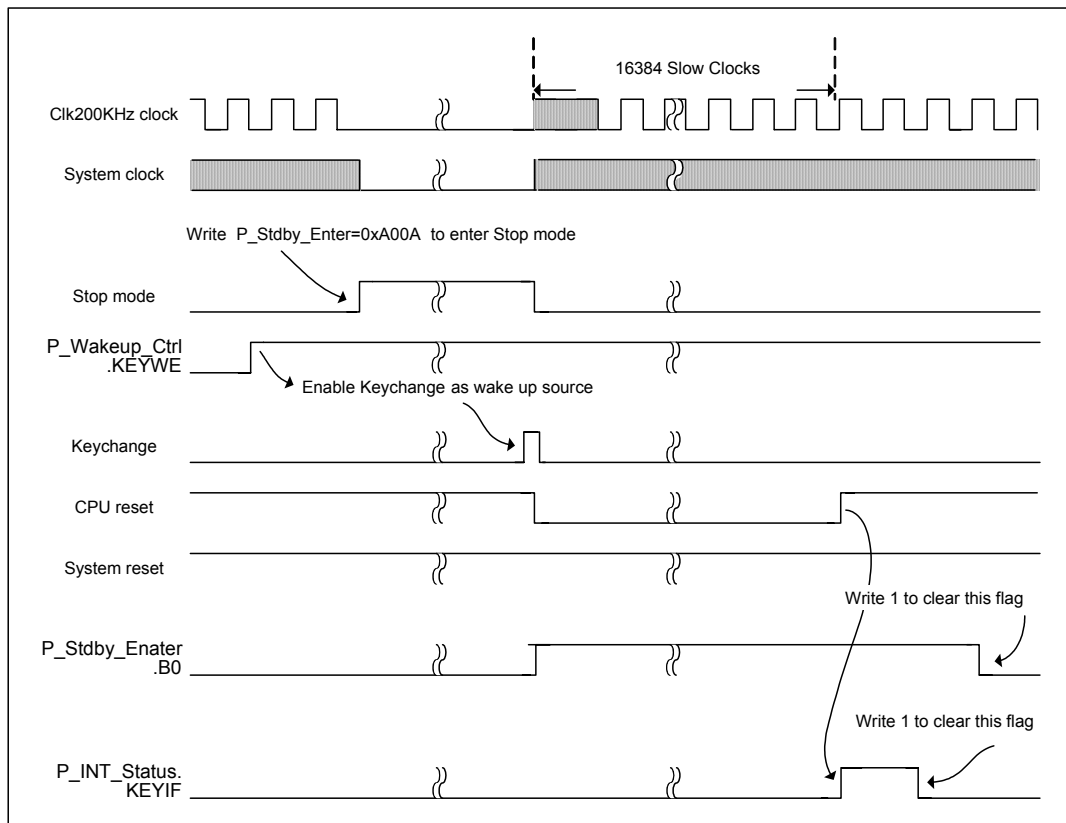 16384 Slow Clocks
Clk200KHz clock
System clock
Write P_Stdby_Enter=0xA00A to enter Stop mode
Stop mode
P_Wakeup_Ctrl
.KEYWE
Enable Keychange as wake up source
Keychange
CPU reset
System reset
Write 1 to clear this flag
P_Stdby_Enater
.B0
Write 1 to clear this flag
P_INT_Status.
KEYIF